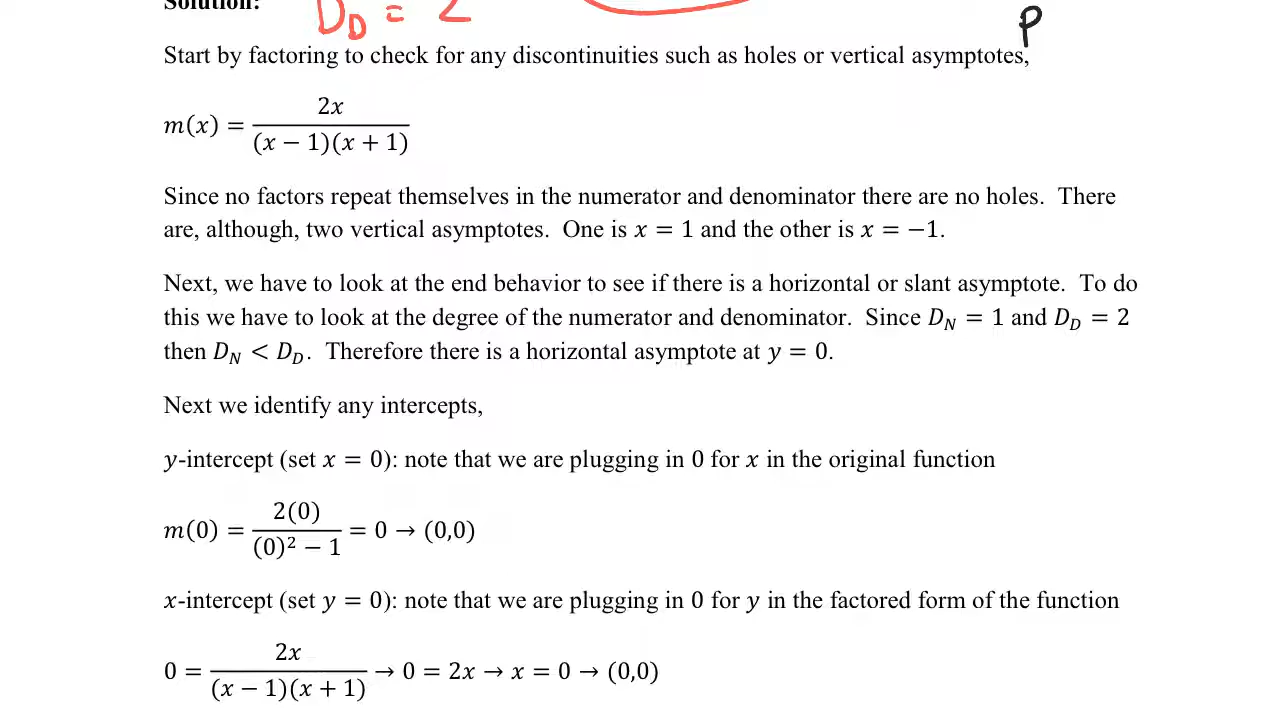 Solution:
D_D = 2
P
Start by factoring to check for any discontinuities such as holes or vertical asymptotes,
m(x) = 2x / (x − 1)(x + 1)
Since no factors repeat themselves in the numerator and denominator there are no holes. There
are, although, two vertical asymptotes. One is x = 1 and the other is x = −1.
Next, we have to look at the end behavior to see if there is a horizontal or slant asymptote. To do
this we have to look at the degree of the numerator and denominator. Since D_N = 1 and D_D = 2
then D_N < D_D. Therefore there is a horizontal asymptote at y = 0.
Next we identify any intercepts,
y-intercept (set x = 0): note that we are plugging in 0 for x in the original function
m(0) = 2(0) / (0)² − 1 = 0 → (0,0)
x-intercept (set y = 0): note that we are plugging in 0 for y in the factored form of the function
0 = 2x / (x − 1)(x + 1) → 0 = 2x → x = 0 → (0,0)